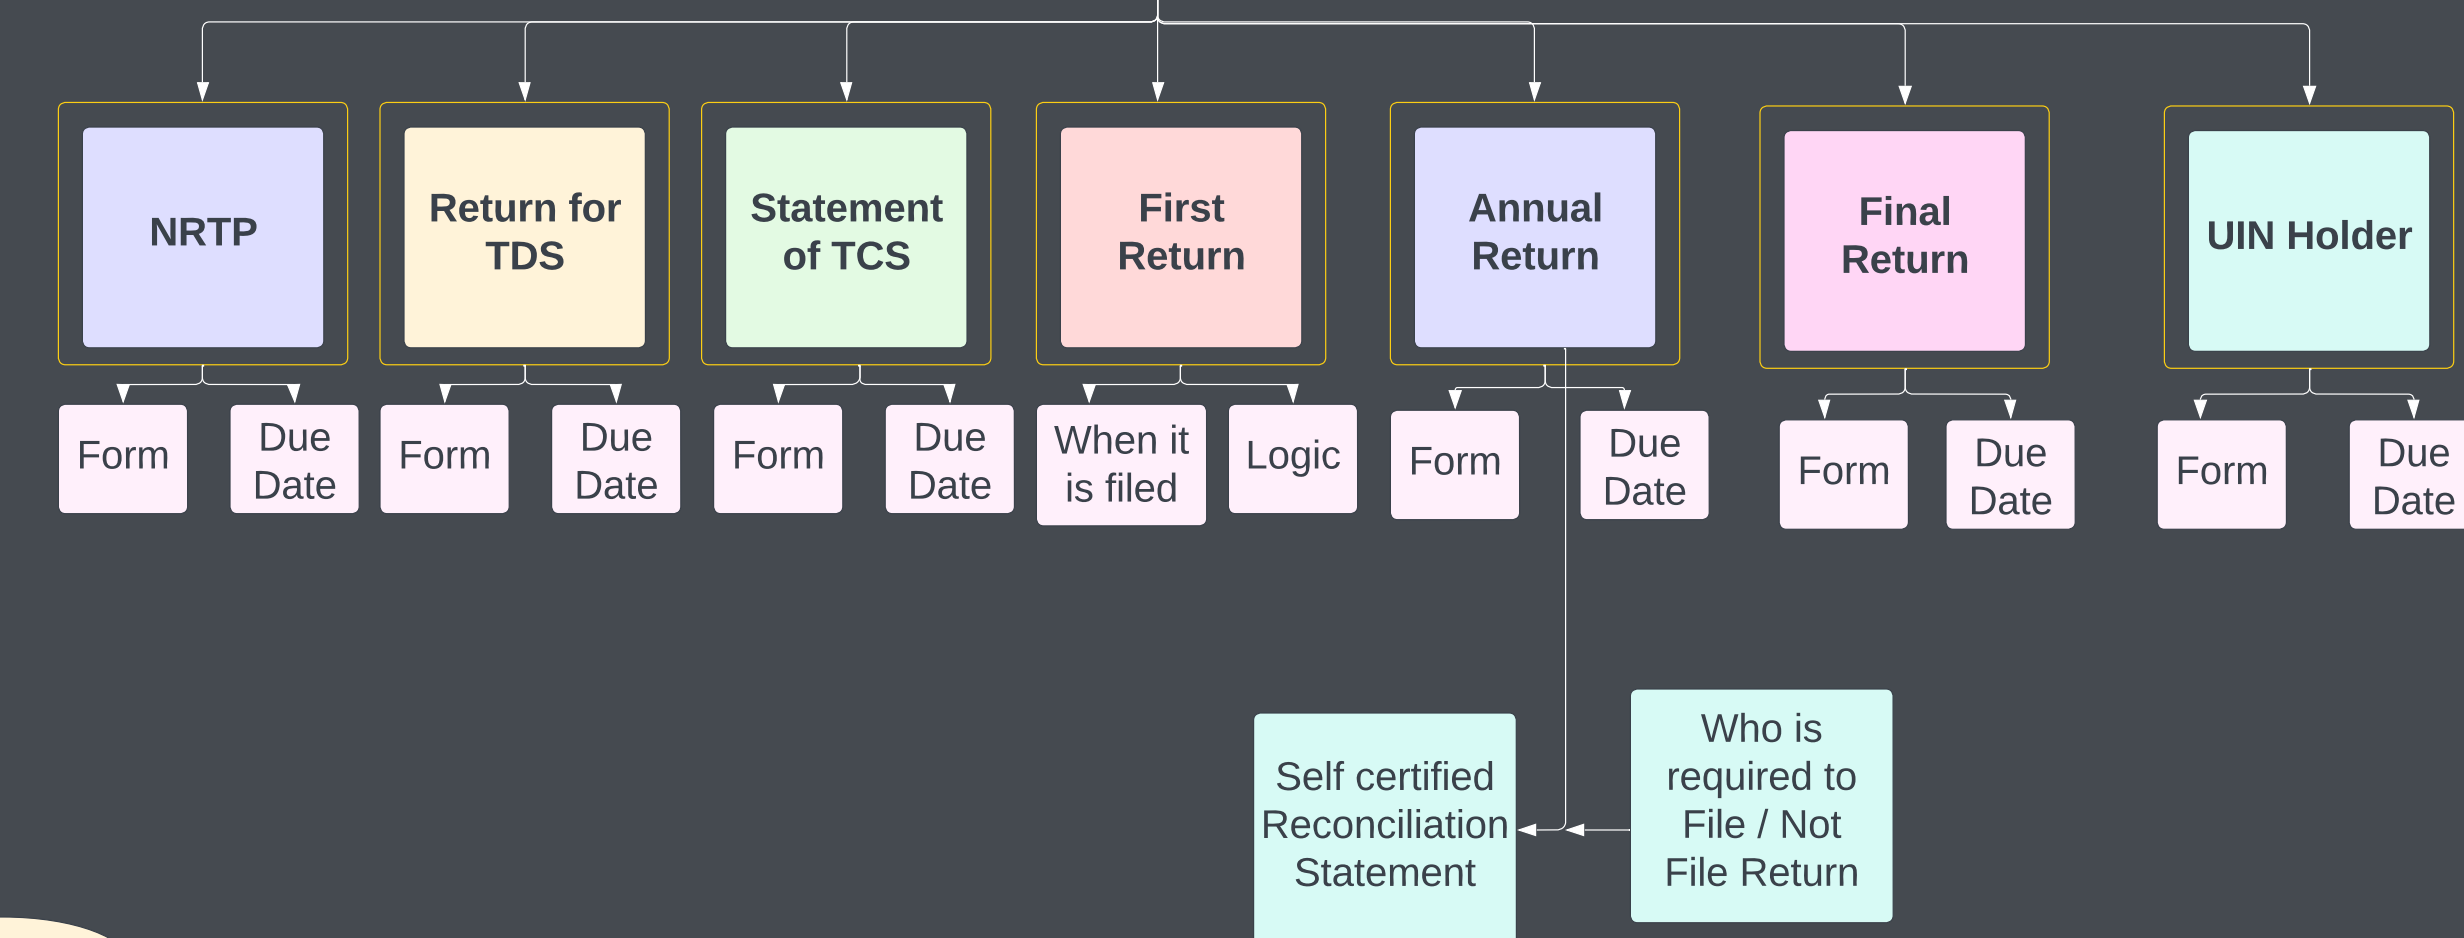 NRTP
Return for
TDS
Statement
of TCS
First
Return
Annual
Return
Final
Return
UIN Holder
Form
Due
Date
Form
Due
Date
Form
Due
Date
When it
is filed
Logic
Form
Due
Date
Form
Due
Date
Form
Due
Date
Self certified
Reconciliation
Statement
Who is
required to
File / Not
File Return